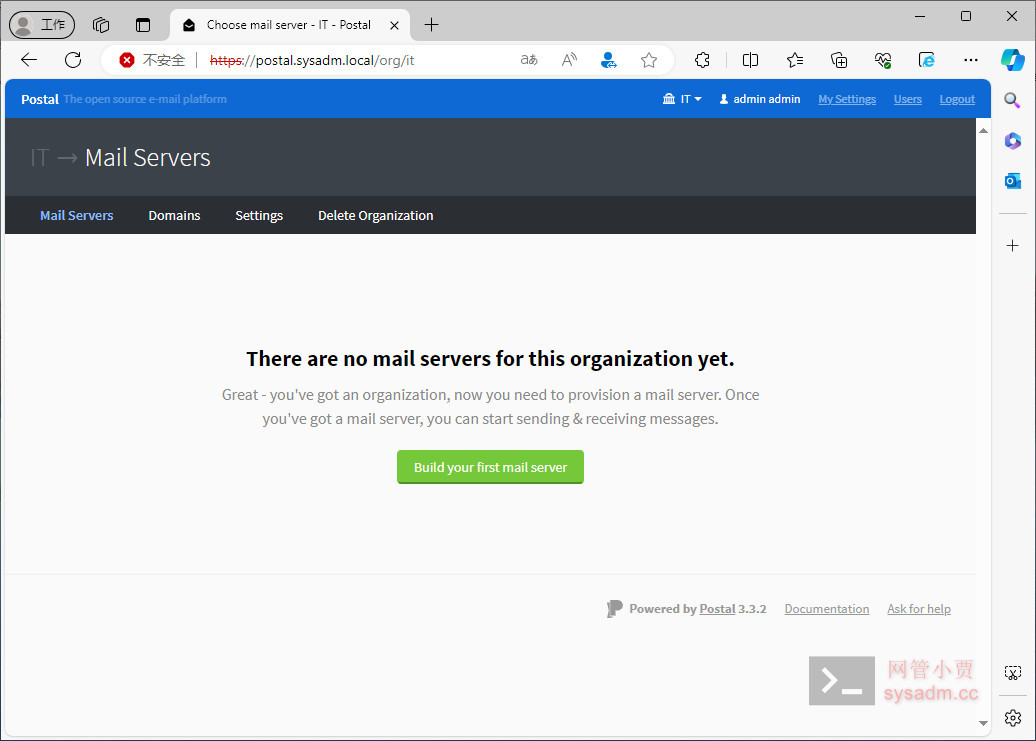 工作
Choose mail server - IT - Postal
不安全
https://postal.sysadm.local/org/it
aあ
Postal The open source e-mail platform
IT
admin admin
My Settings
Users
Logout
IT → Mail Servers
Mail Servers
Domains
Settings
Delete Organization
There are no mail servers for this organization yet.
Great - you've got an organization, now you need to provision a mail server. Once
you've got a mail server, you can start sending & receiving messages.
Build your first mail server
Powered by Postal 3.3.2
Documentation
Ask for help
网管小贾
sysadm.cc